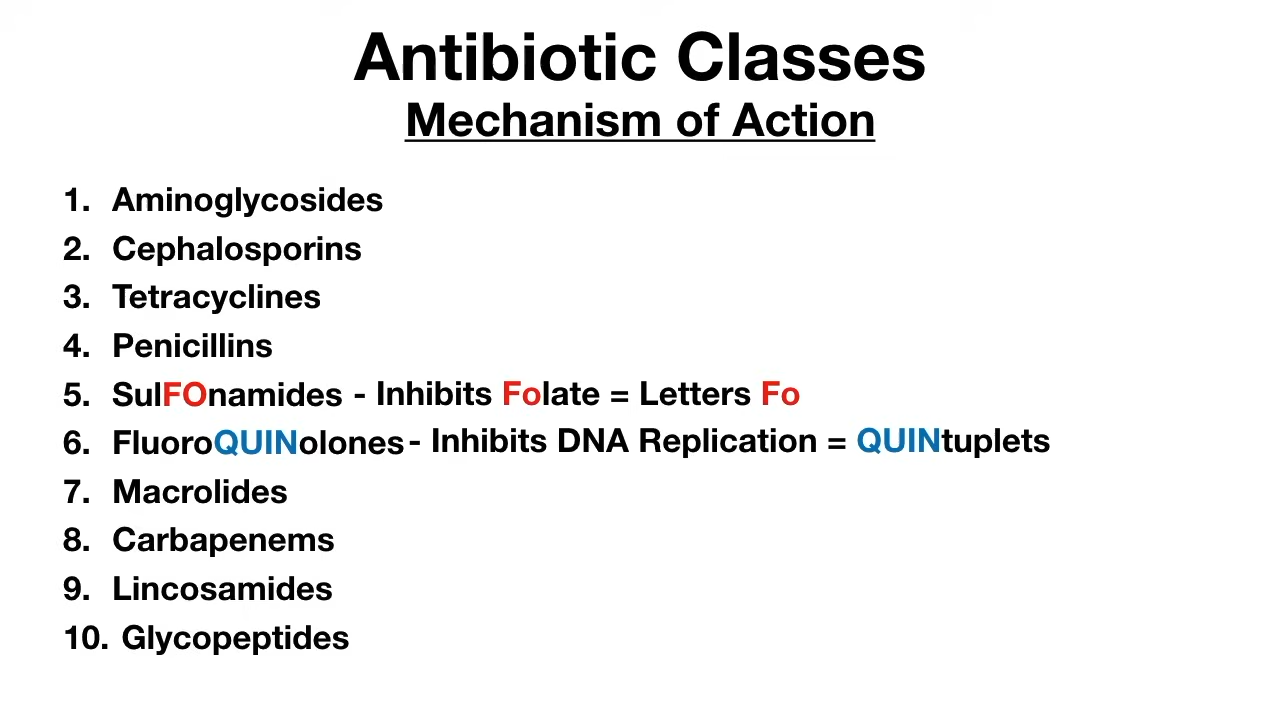 Antibiotic Classes
Mechanism of Action
1. Aminoglycosides
2. Cephalosporins
3. Tetracyclines
4. Penicillins
5. SulFOnamides - Inhibits Folate = Letters Fo
6. FluoroQUINolones - Inhibits DNA Replication = QUINtuplets
7. Macrolides
8. Carbapenems
9. Lincosamides
10. Glycopeptides